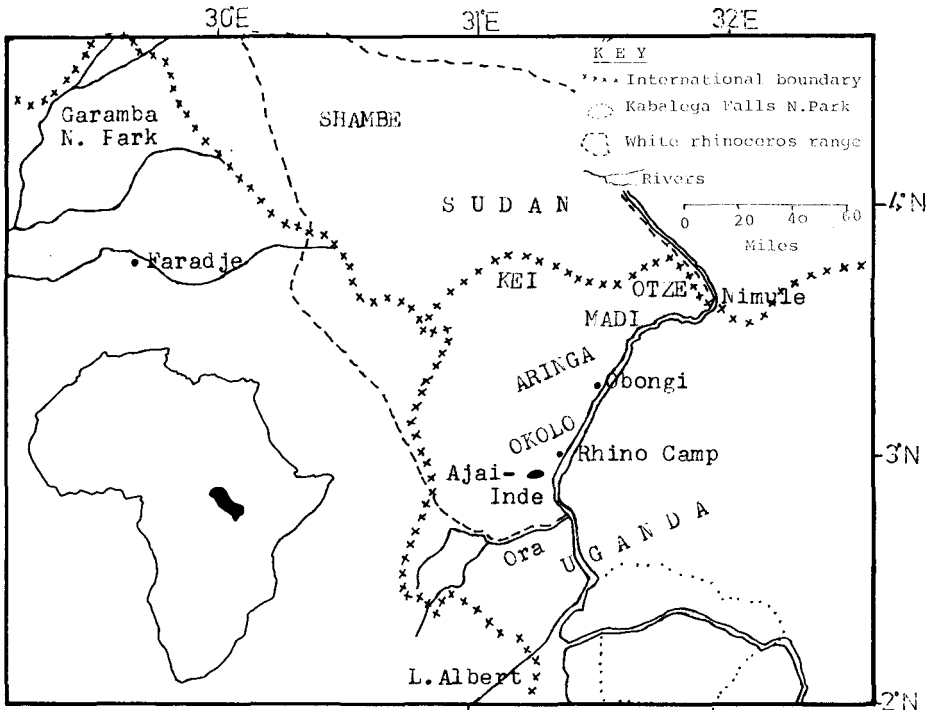 30°E 31°E 32°E
KEY
International boundary
Kabalega Falls N.Park
White rhinoceros range
Rivers
0 20 40 60
Miles
Garamba
N. Park
SHAMBE
SUDAN
4°N
Faradje
KEI
OTZE
Nimule
MADI
ARINGA
Obongi
OKOLO
Rhino Camp
3°N
Ajai-
Inde
Ora
UGANDA
L.Albert
2°N